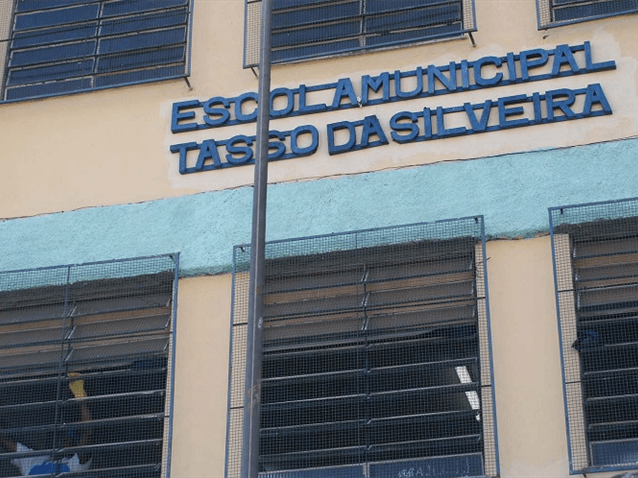 ESCOLA MUNICIPAL
TASSO DA SILVEIRA